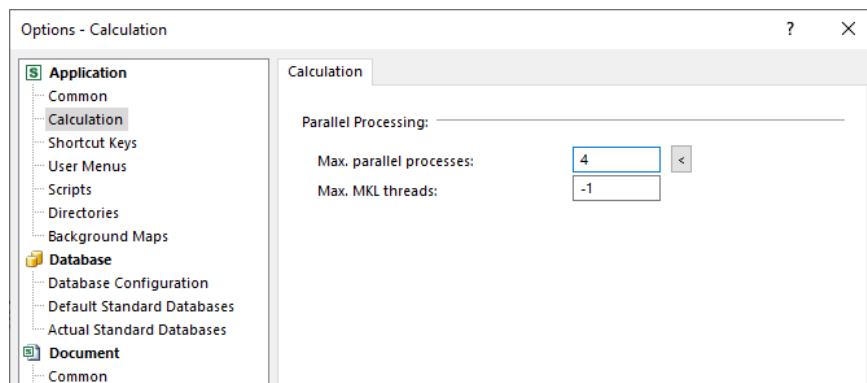 Options - Calculation
?
Application
Common
Calculation
Shortcut Keys
User Menus
Scripts
Directories
Background Maps
Database
Database Configuration
Default Standard Databases
Actual Standard Databases
Document
Common
Calculation
Parallel Processing:
Max. parallel processes: 4 <
Max. MKL threads: -1